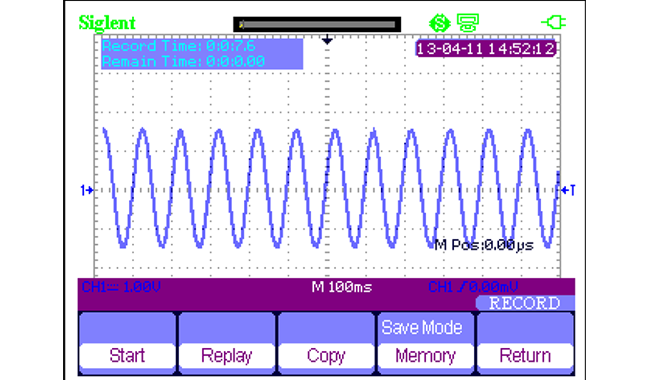 Siglent
Record Time: 0:0:7.6
Remain Time: 0:0:0.00
13-04-11 14:52:12
1
T
M Pos:0.00µs
CH1⎓ 1.00V
M 100ms
CH1 / 0.00mV
RECORD
Save Mode
Start
Replay
Copy
Memory
Return